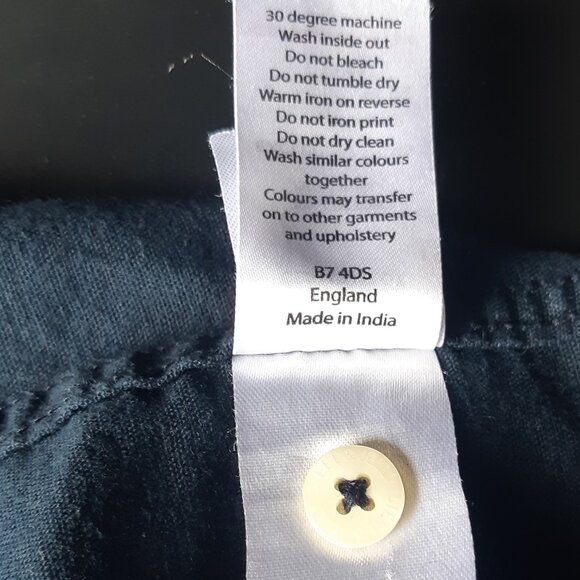 30 degree machine
Wash inside out
Do not bleach
Do not tumble dry
Warm iron on reverse
Do not iron print
Do not dry clean
Wash similar colours
together
Colours may transfer
on to other garments
and upholstery
B7 4DS
England
Made in India